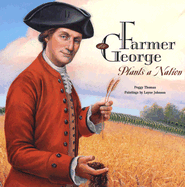 Farmer
George
Plants a Nation
Peggy Thomas
Paintings by Layne Johnson